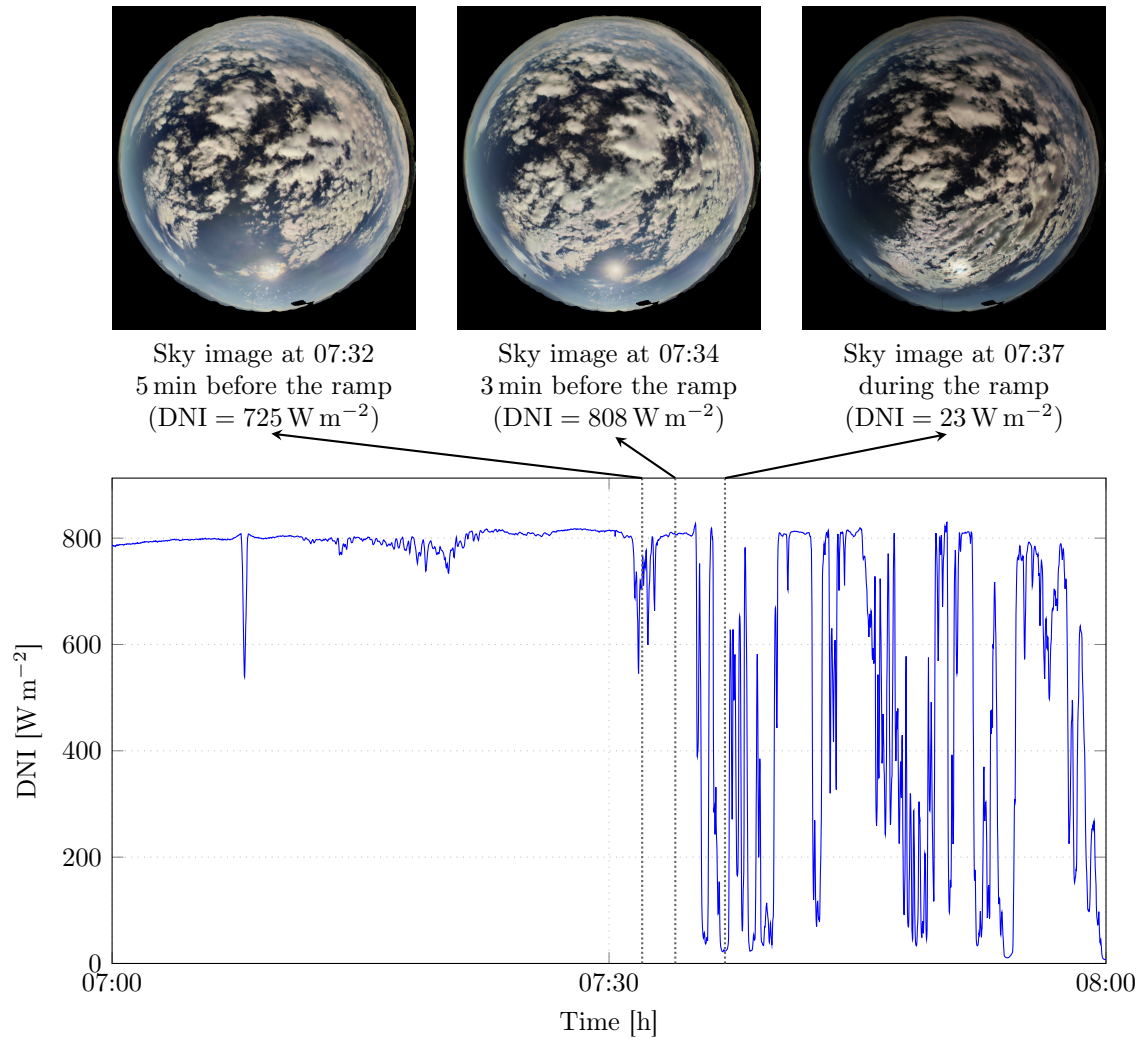 Sky image at 07:32
5 min before the ramp
(DNI = 725 W m⁻²)
Sky image at 07:34
3 min before the ramp
(DNI = 808 W m⁻²)
Sky image at 07:37
during the ramp
(DNI = 23 W m⁻²)
800
600
400
200
0
DNI [W m⁻²]
07:00
07:30
08:00
Time [h]